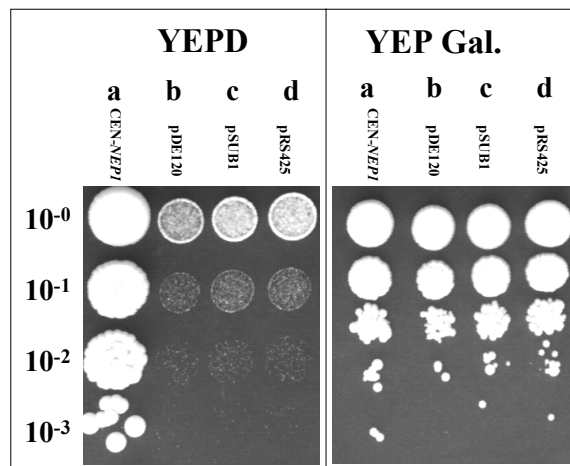 YEPD
YEP Gal.
a b c d
a b c d
CEN-NEP1
pDE120
pSUB1
pRS425
CEN-NEP1
pDE120
pSUB1
pRS425
10-0
10-1
10-2
10-3